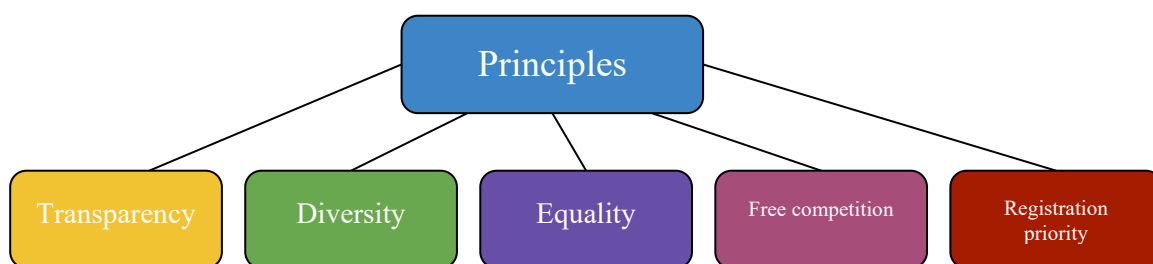 Principles
Transparency
Diversity
Equality
Free competition
Registration
priority